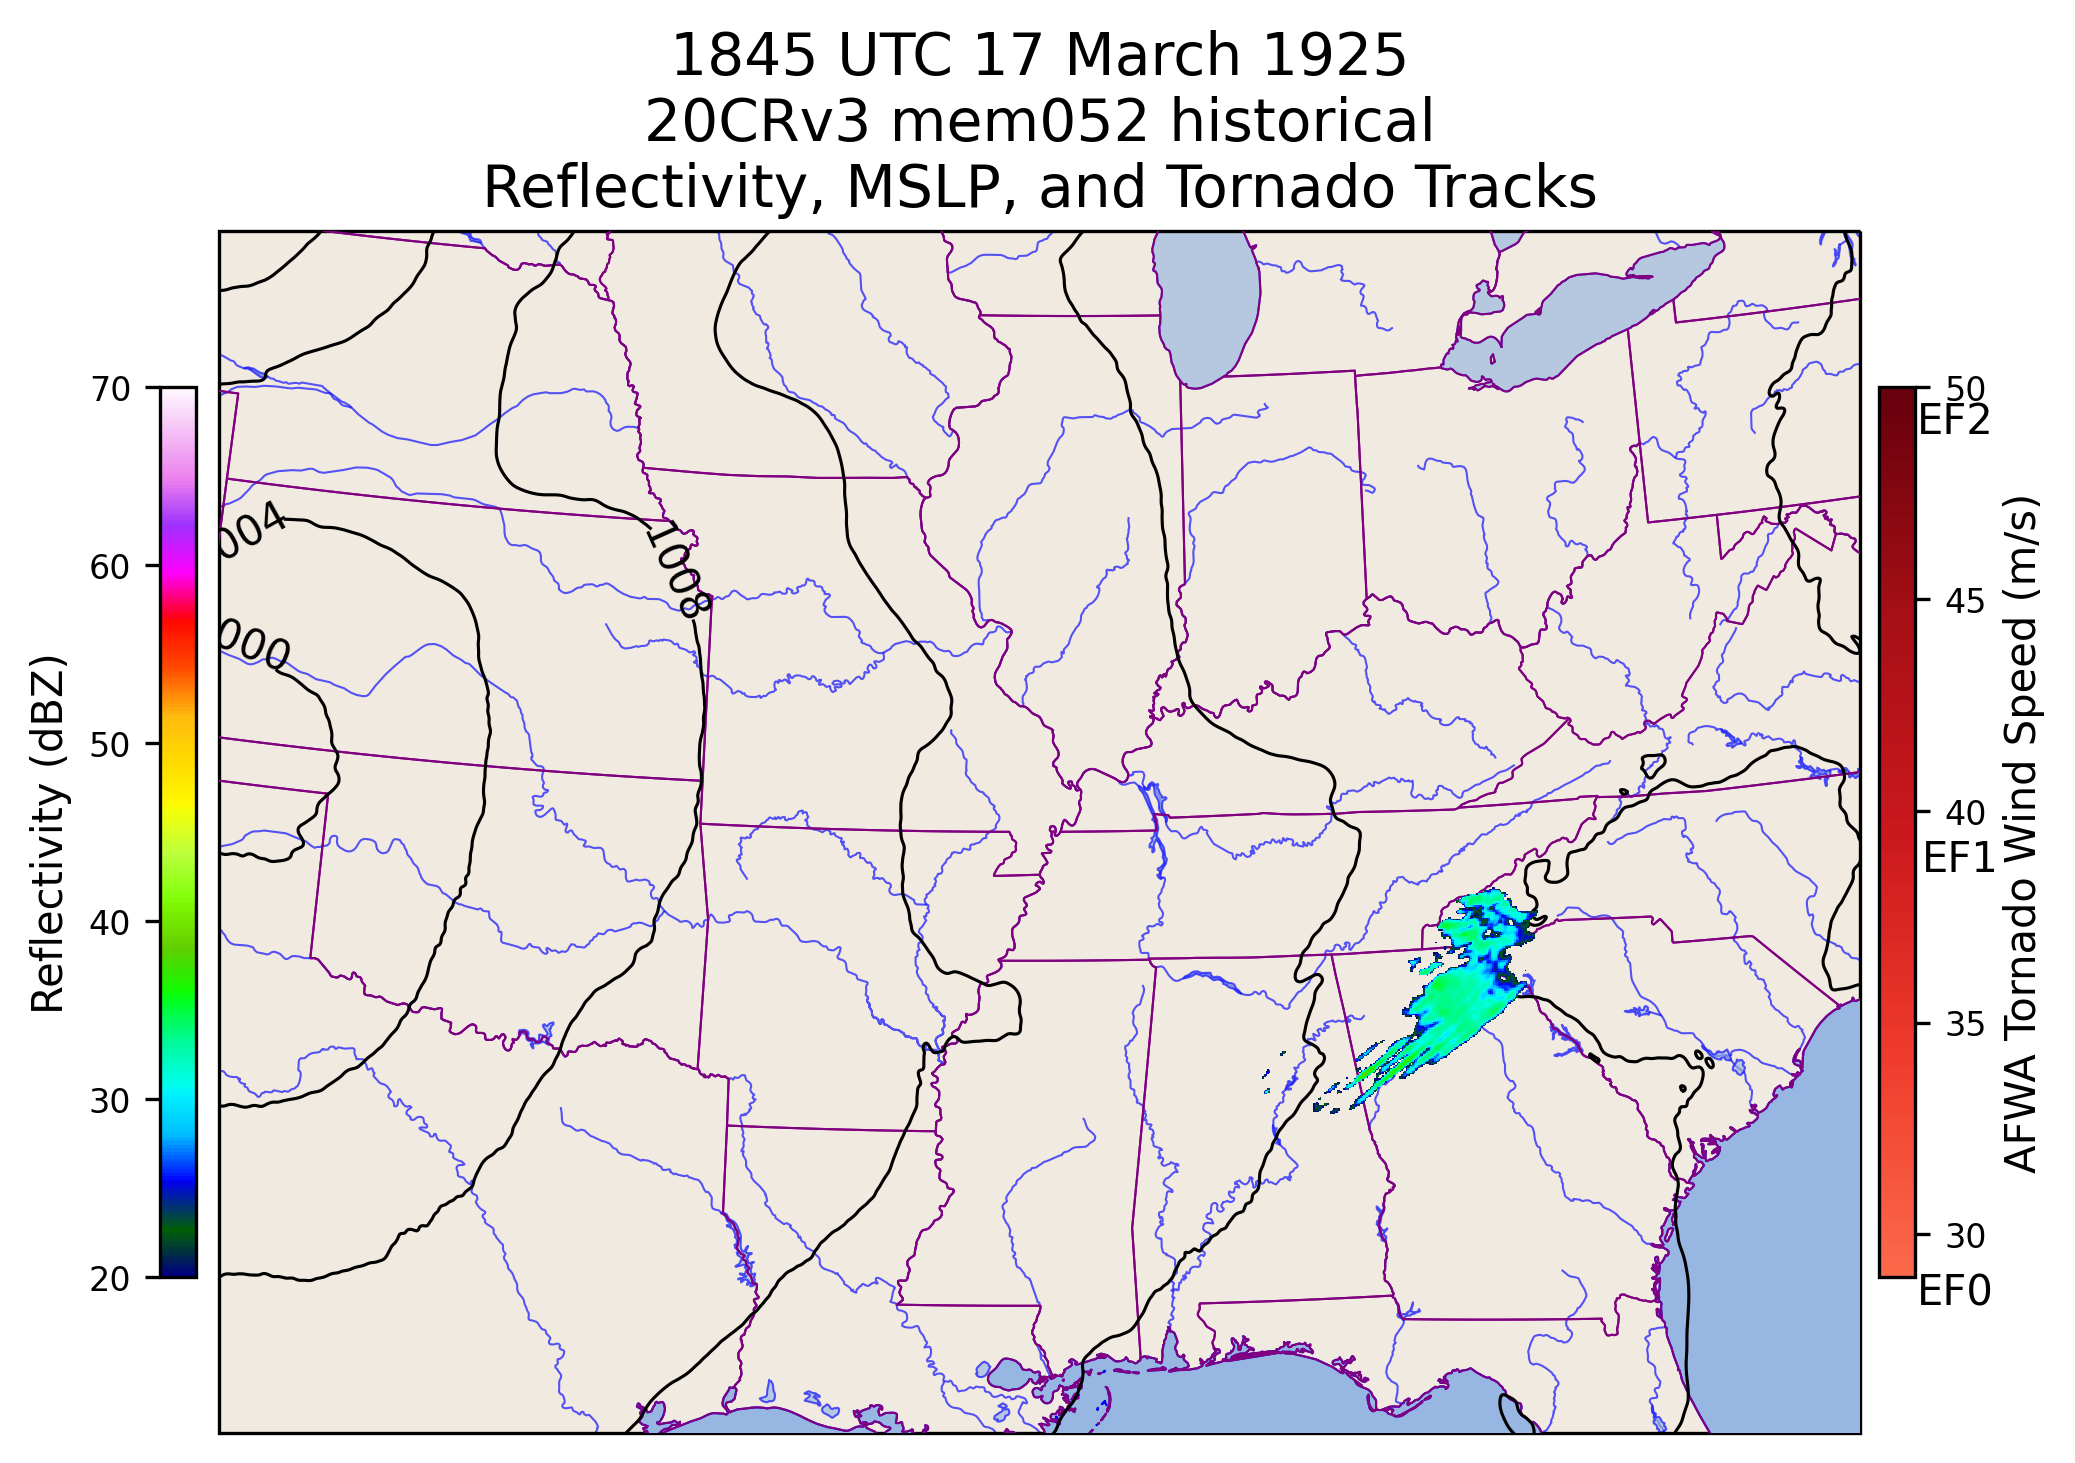 1845 UTC 17 March 1925
20CRv3 mem052 historical
Reflectivity, MSLP, and Tornado Tracks
70
60
50
40
30
20
Reflectivity (dBZ)
004
000
1008
50
EF2
45
40
EF1
35
30
EF0
AFWA Tornado Wind Speed (m/s)